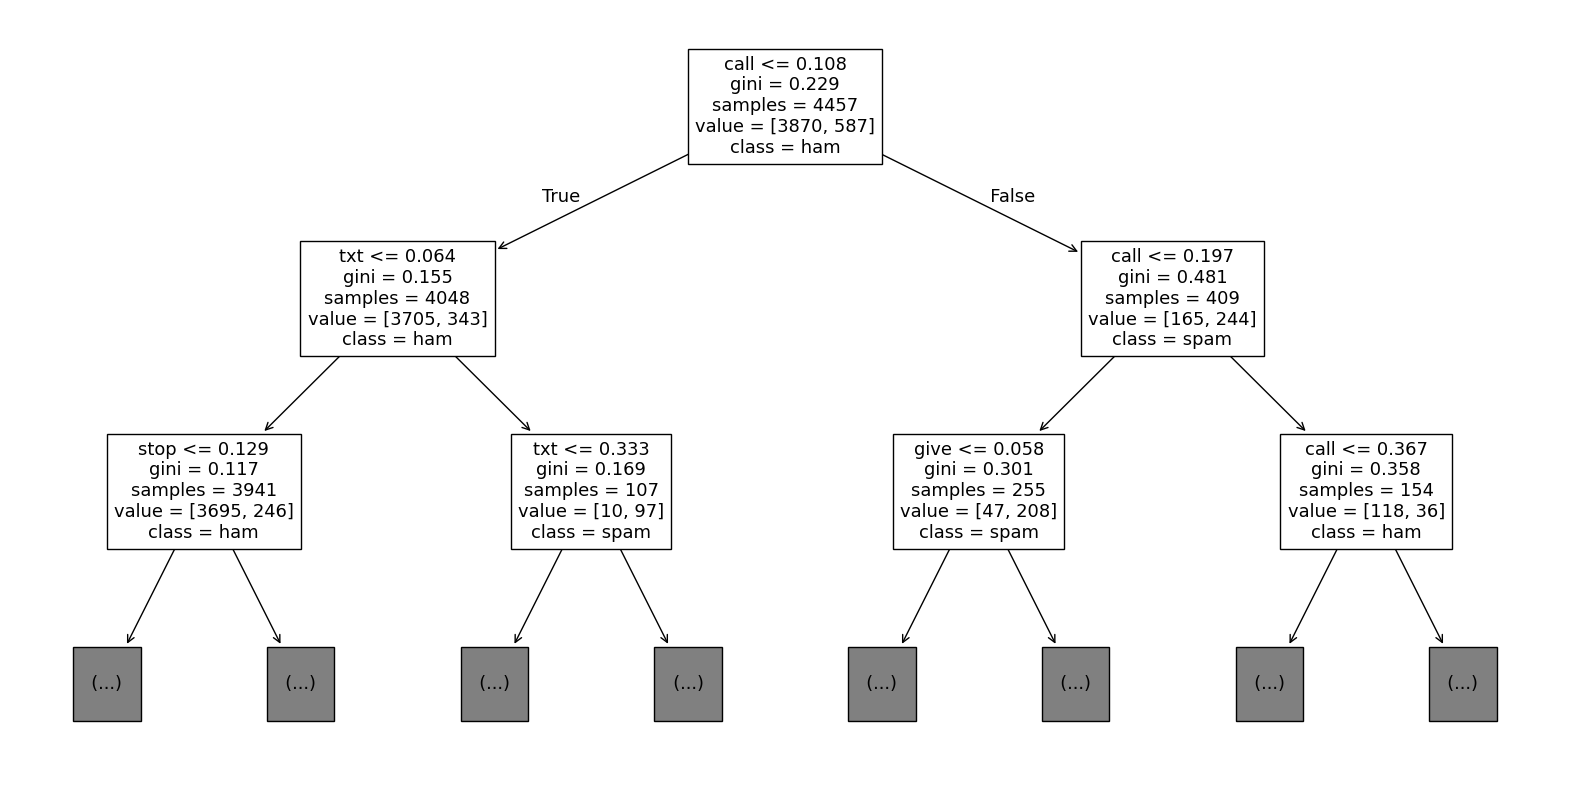 call <= 0.108
gini = 0.229
samples = 4457
value = [3870, 587]
class = ham
True
False
txt <= 0.064
gini = 0.155
samples = 4048
value = [3705, 343]
class = ham
call <= 0.197
gini = 0.481
samples = 409
value = [165, 244]
class = spam
stop <= 0.129
gini = 0.117
samples = 3941
value = [3695, 246]
class = ham
txt <= 0.333
gini = 0.169
samples = 107
value = [10, 97]
class = spam
give <= 0.058
gini = 0.301
samples = 255
value = [47, 208]
class = spam
call <= 0.367
gini = 0.358
samples = 154
value = [118, 36]
class = ham
(...)
(...)
(...)
(...)
(...)
(...)
(...)
(...)